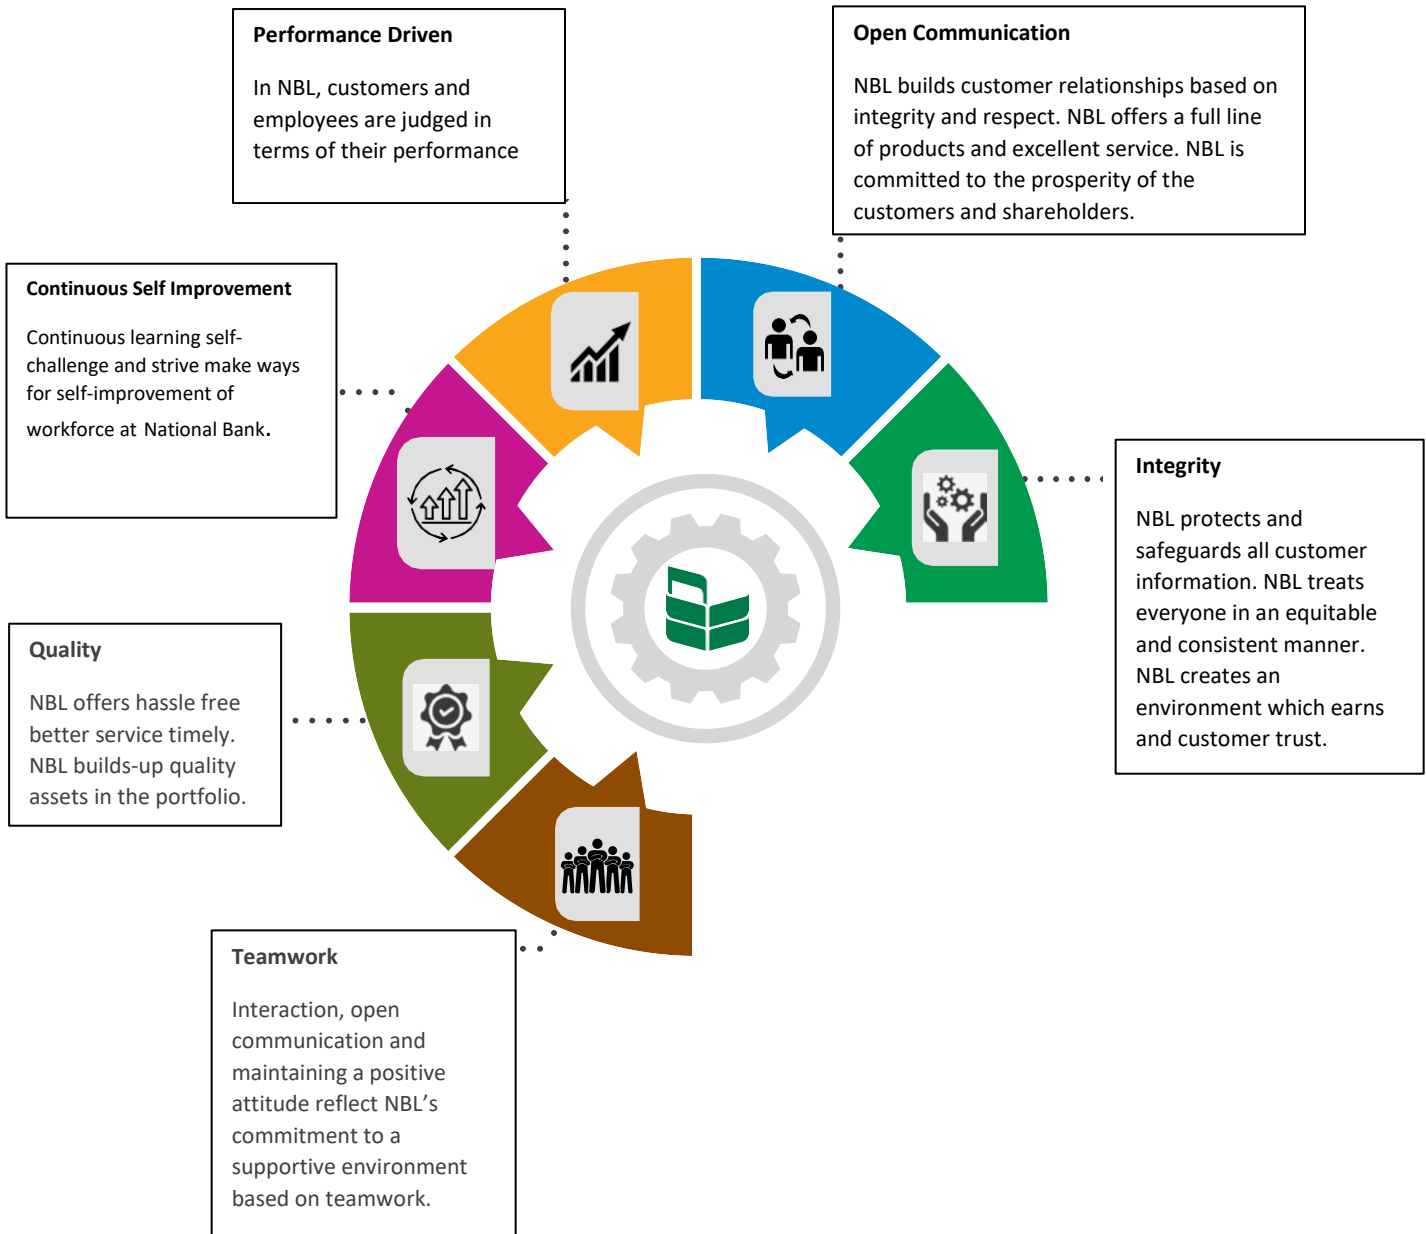 Performance Driven
In NBL, customers and
employees are judged in
terms of their performance
Open Communication
NBL builds customer relationships based on
integrity and respect. NBL offers a full line
of products and excellent service. NBL is
committed to the prosperity of the
customers and shareholders.
Continuous Self Improvement
Continuous learning self-
challenge and strive make ways
for self-improvement of
workforce at National Bank.
Integrity
NBL protects and
safeguards all customer
information. NBL treats
everyone in an equitable
and consistent manner.
NBL creates an
environment which earns
and customer trust.
Quality
NBL offers hassle free
better service timely.
NBL builds-up quality
assets in the portfolio.
Teamwork
Interaction, open
communication and
maintaining a positive
attitude reflect NBL’s
commitment to a
supportive environment
based on teamwork.